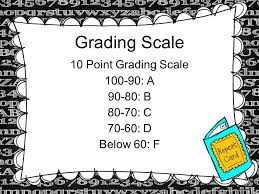 Grading Scale
10 Point Grading Scale
100-90: A
90-80: B
80-70: C
70-60: D
Below 60: F
Report
Card